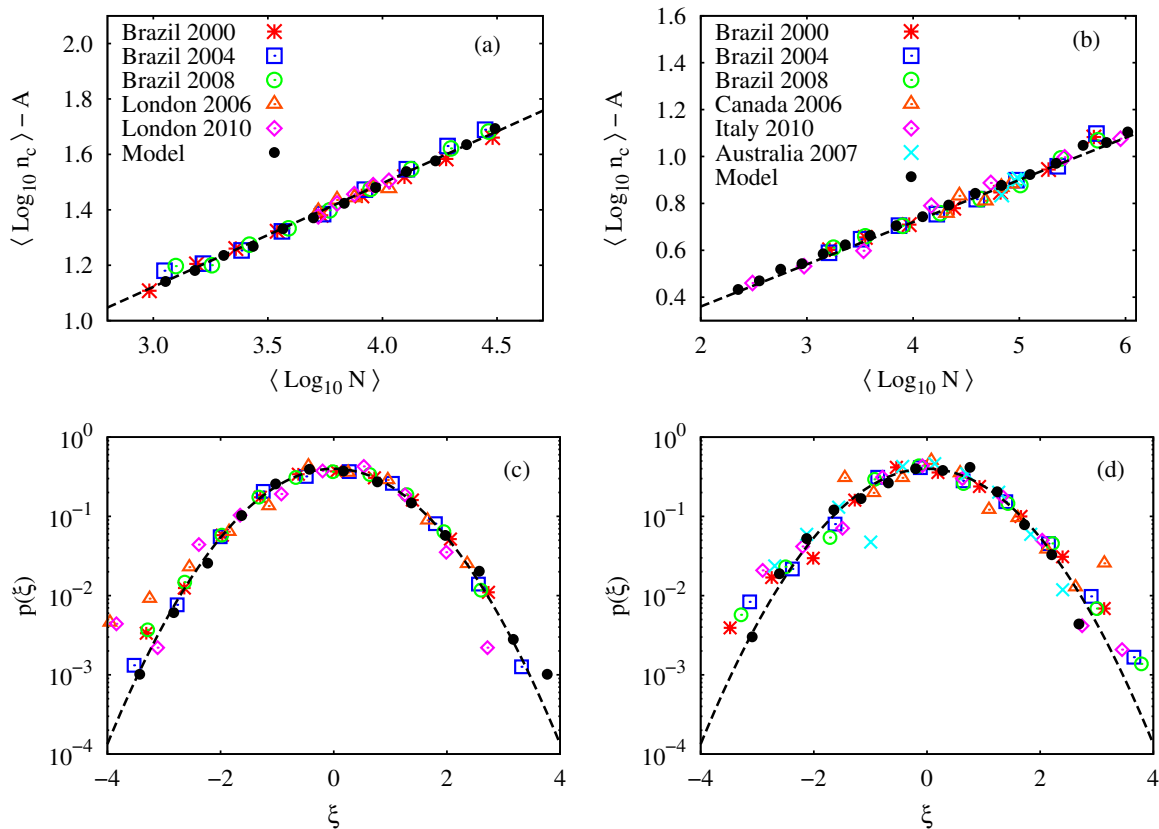 2.0
1.8
1.6
1.4
1.2
1.0
⟨ Log10 nc ⟩ – A
Brazil 2000
Brazil 2004
Brazil 2008
London 2006
London 2010
Model
(a)
3.0 3.5 4.0 4.5
⟨ Log10 N ⟩
1.6
1.4
1.2
1.0
0.8
0.6
0.4
⟨ Log10 nc ⟩ – A
Brazil 2000
Brazil 2004
Brazil 2008
Canada 2006
Italy 2010
Australia 2007
Model
(b)
2 3 4 5 6
⟨ Log10 N ⟩
10^0
10^−1
10^−2
10^−3
10^−4
p(ξ)
(c)
−4 −2 0 2 4
ξ
10^0
10^−1
10^−2
10^−3
10^−4
p(ξ)
(d)
−4 −2 0 2 4
ξ